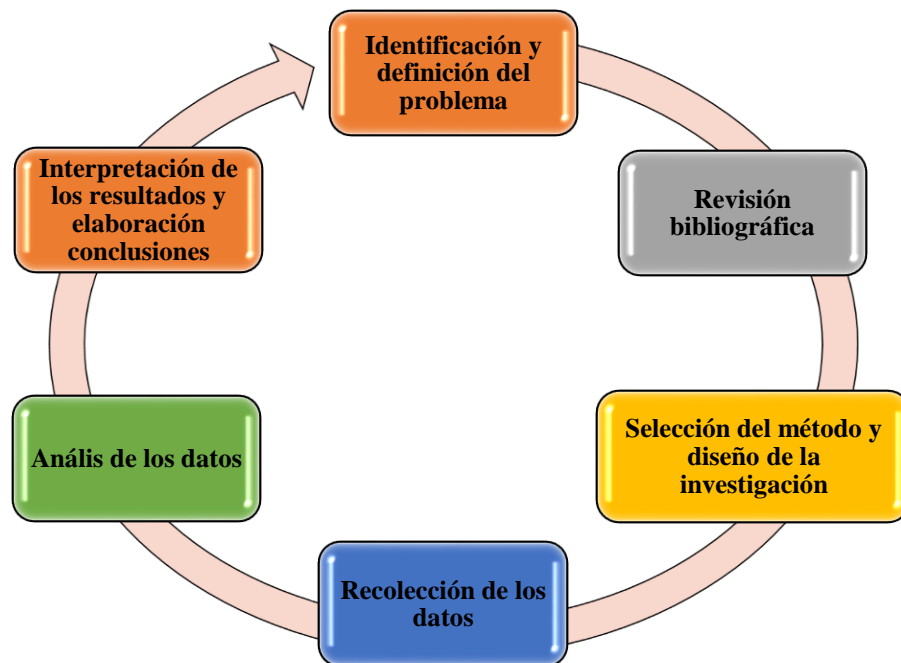 Identificación y
definición del
problema
Revisión
bibliográfica
Selección del método y
diseño de la
investigación
Recolección de los
datos
Anális de los datos
Interpretación de
los resultados y
elaboración
conclusiones